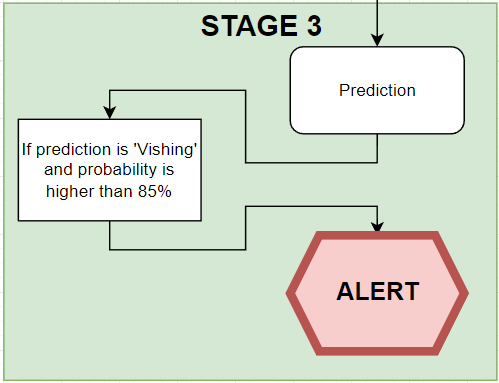 STAGE 3
Prediction
If prediction is 'Vishing'
and probability is
higher than 85%
ALERT